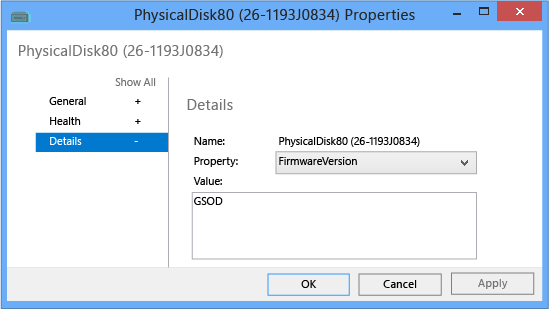 PhysicalDisk80 (26-1193J0834) Properties
PhysicalDisk80 (26-1193J0834)
Show All
General +
Health +
Details -
Details
Name: PhysicalDisk80 (26-1193J0834)
Property: FirmwareVersion
Value:
GSOD
OK Cancel Apply